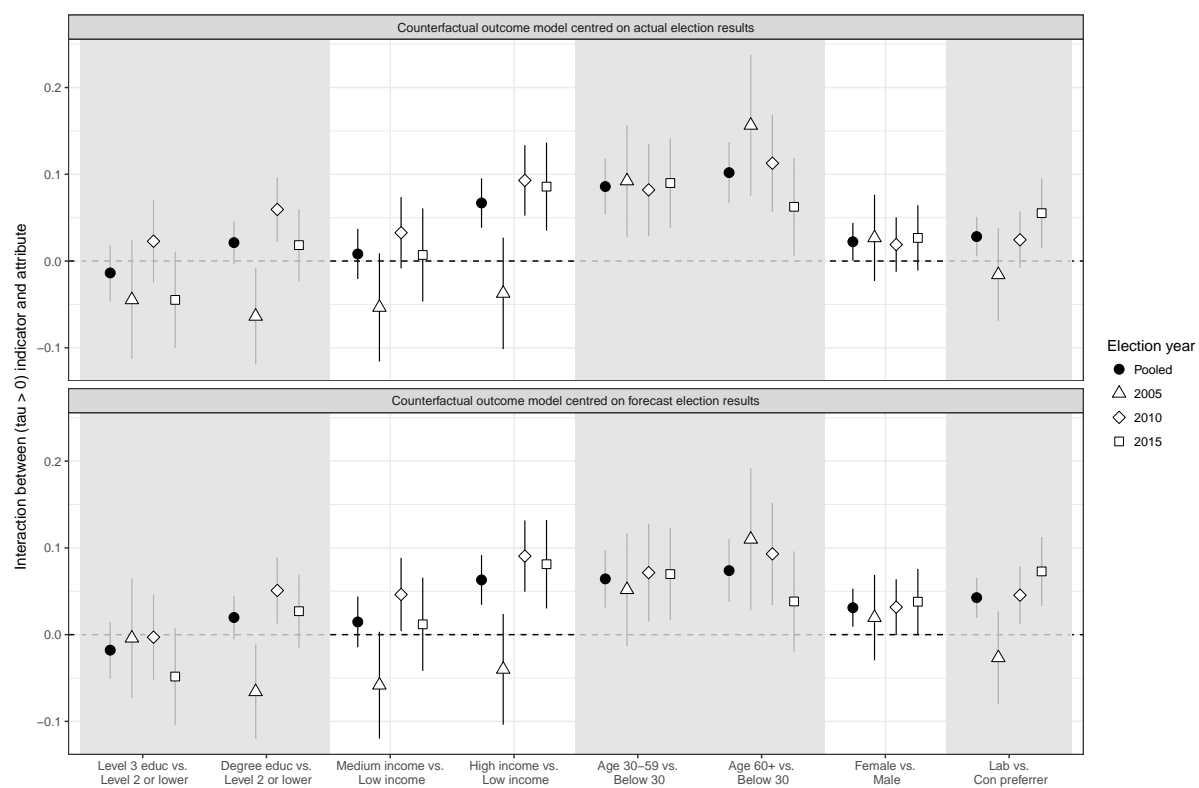 Counterfactual outcome model centred on actual election results
0.2
0.1
0.0
−0.1
Counterfactual outcome model centred on forecast election results
0.2
0.1
0.0
−0.1
Interaction between (tau > 0) indicator and attribute
Level 3 educ vs.
Level 2 or lower
Degree educ vs.
Level 2 or lower
Medium income vs.
Low income
High income vs.
Low income
Age 30−59 vs.
Below 30
Age 60+ vs.
Below 30
Female vs.
Male
Lab vs.
Con preferrer
Election year
Pooled
2005
2010
2015